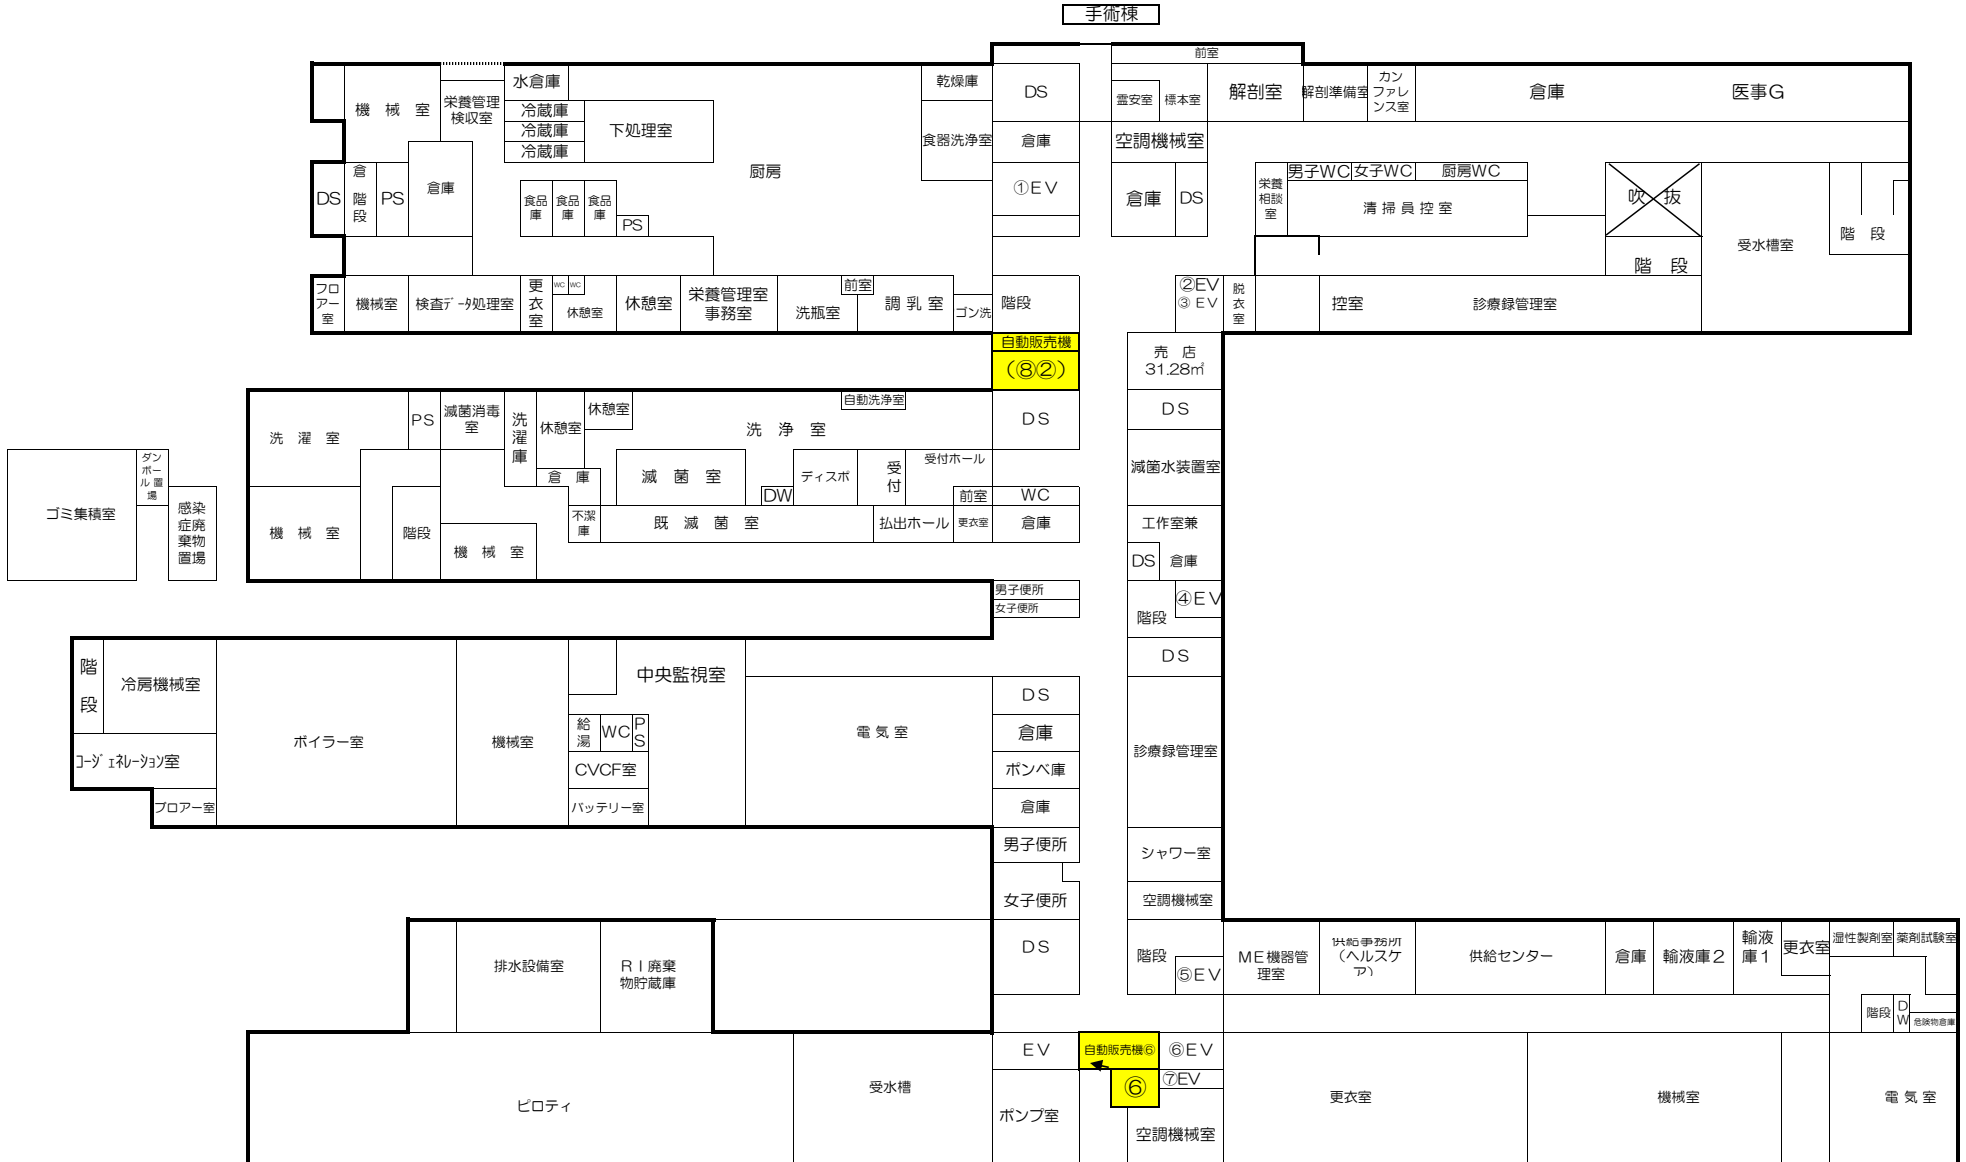 手術棟
前室
機 械 室
栄養管理
検収室
水倉庫
冷蔵庫
冷蔵庫
冷蔵庫
下処理室
厨房
乾燥庫
食器洗浄室
DS
倉庫
①EV
霊安室
標本室
解剖室
解剖準備室
カン
ファレ
ンス室
倉庫
医事G
空調機械室
倉庫
DS
DS
倉
階
段
PS
倉庫
食品
庫
食品
庫
食品
庫
PS
栄養
相談
室
男子WC
女子WC
厨房WC
清 掃 員 控 室
吹 抜
階 段
受水槽室
階 段
フロ
アー
室
機械室
検査ﾃﾞｰﾀ処理室
更
衣
室
WC
WC
休憩室
休憩室
栄養管理室
事務室
洗瓶室
前室
調 乳 室
ゴン洗
階段
②EV
③EV
脱
衣
室
控室
診療録管理室
自動販売機
(⑧②)
売 店
31.28㎡
DS
洗 濯 室
PS
滅菌消毒
室
洗
濯
庫
休憩室
休憩室
洗 浄 室
自動洗浄室
DS
滅菌水装置室
倉 庫
滅 菌 室
DW
ディスポ
受
付
受付ホール
前室
WC
ゴミ集積室
ダン
ボー
ル置
場
感染
症廃
棄物
置場
機 械 室
階段
機 械 室
不潔
庫
既 滅 菌 室
払出ホール
更衣室
倉庫
工作室兼
倉庫
DS
男子便所
女子便所
階段
④EV
DS
階
段
冷房機械室
ボイラー室
機械室
中央監視室
給
湯
WC
P
S
CVCF室
バッテリー室
電 気 室
DS
倉庫
ボンベ庫
倉庫
診療録管理室
ｺｰｼﾞｪﾈﾚｰｼｮﾝ室
ブロアー室
男子便所
女子便所
シャワー室
空調機械室
排水設備室
RI廃棄
物貯蔵庫
DS
階段
⑤EV
ME機器管
理室
供給事務所
(ヘルスケ
ア)
供給センター
倉庫
輸液庫2
輸液
庫1
更衣室
湿性製剤室
薬剤試験室
階段
D
W
危険物倉庫
ピロティ
受水槽
EV
自動販売機⑥
⑥EV
⑥
⑦EV
ポンプ室
空調機械室
更衣室
機械室
電 気 室